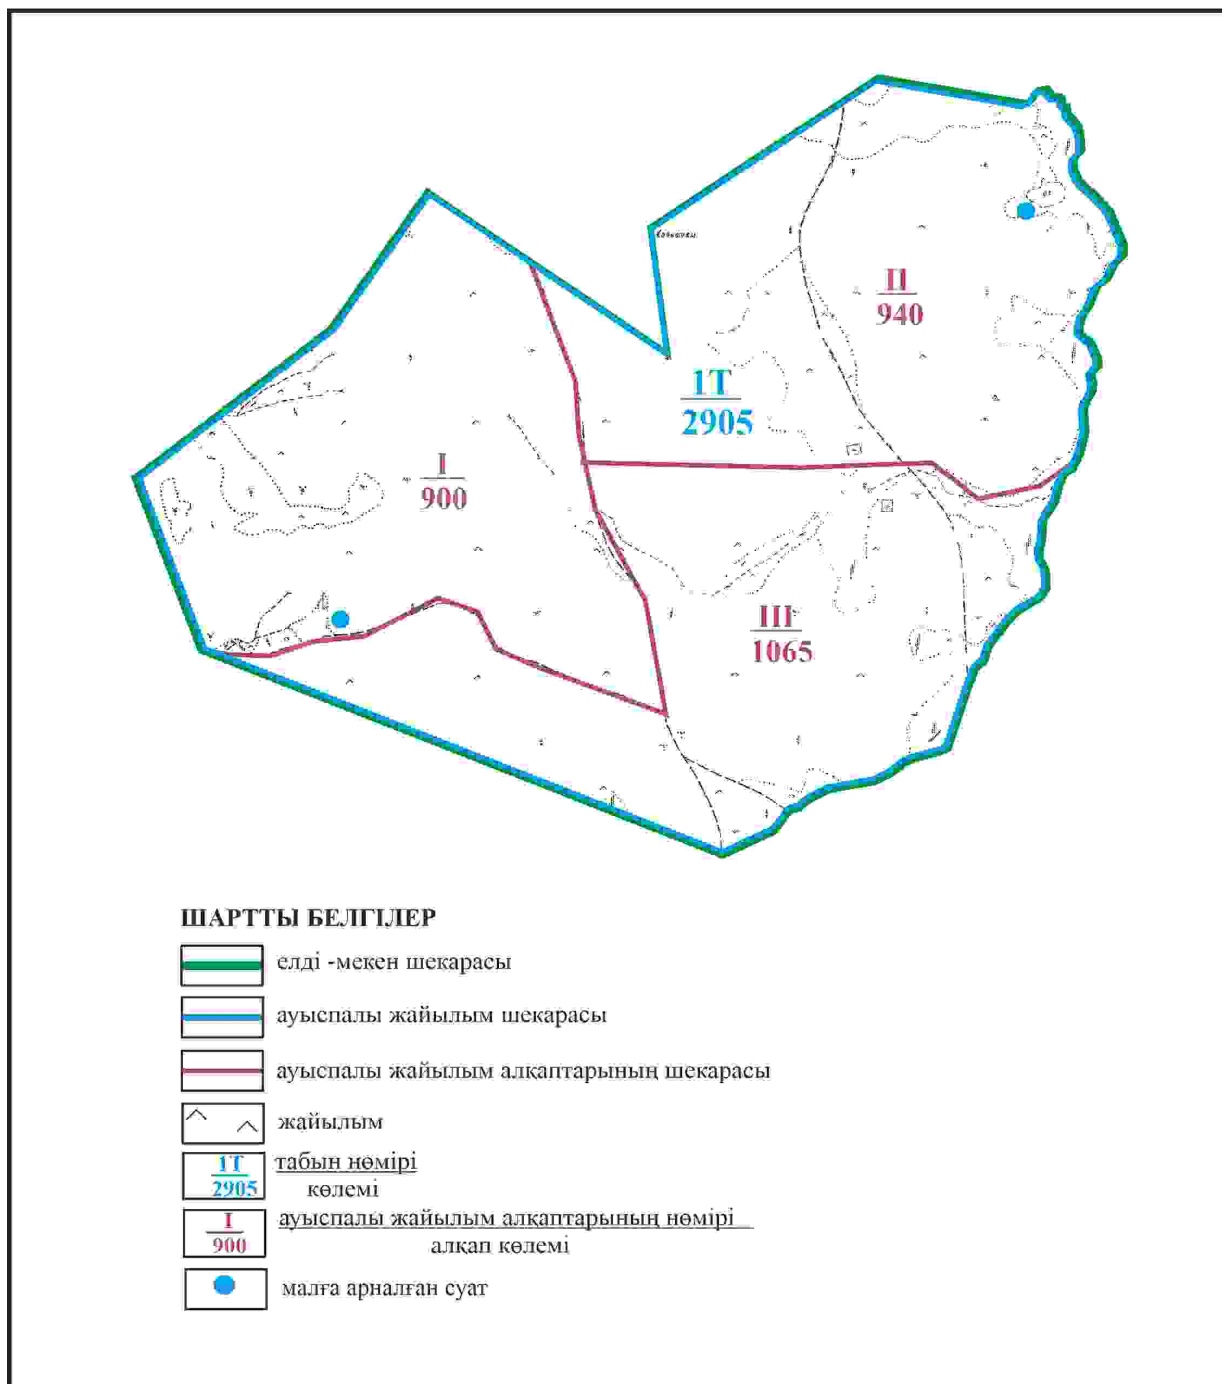 II
940
1Т
2905
I
900
III
1065
ШАРТТЫ БЕЛГІЛЕР
елді -мекен шекарасы
ауыспалы жайылым шекарасы
ауыспалы жайылым алқаптарының шекарасы
жайылым
1Т
2905
табын нөмірі
көлемі
I
900
ауыспалы жайылым алқаптарының нөмірі
алқап көлемі
малға арналған суат